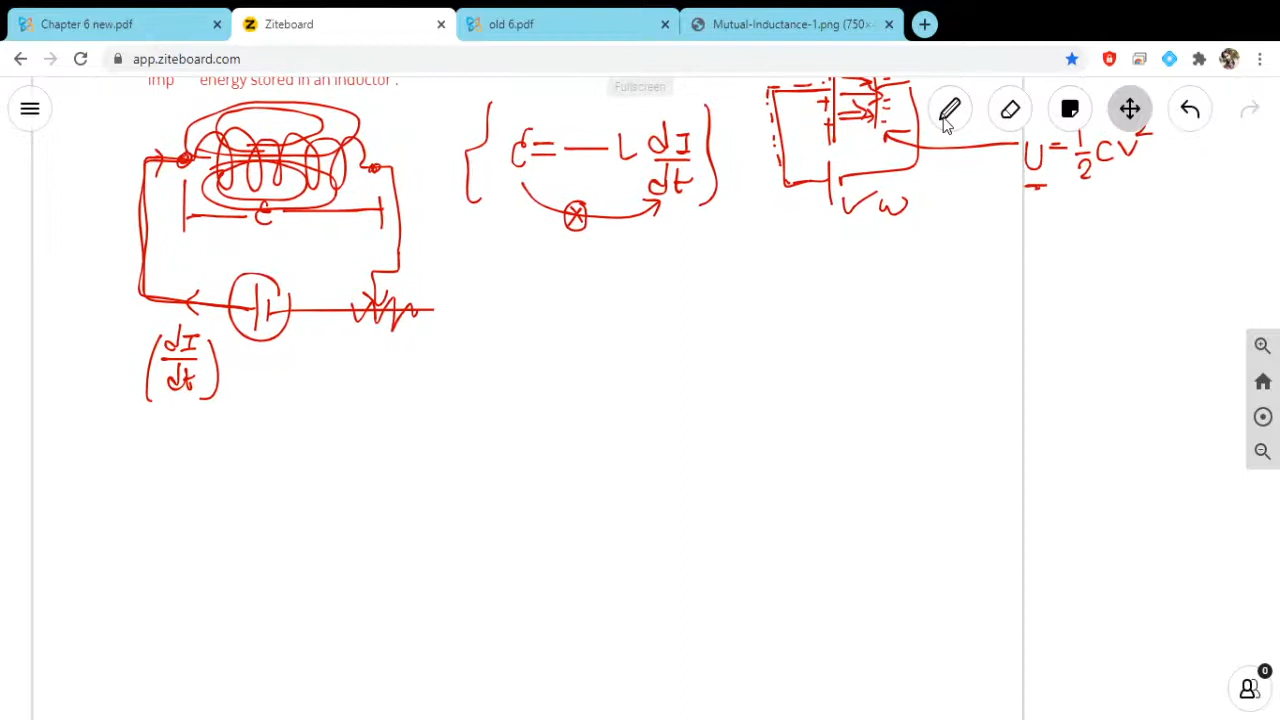 Chapter 6 new.pdf
Ziteboard
old 6.pdf
Mutual-Inductance-1.png (750×4
app.ziteboard.com
imp energy stored in an inductor .
Fullscreen
ε = — L dI/dt
U = 1/2 CV²
ε
V W
(dI/dt)
0